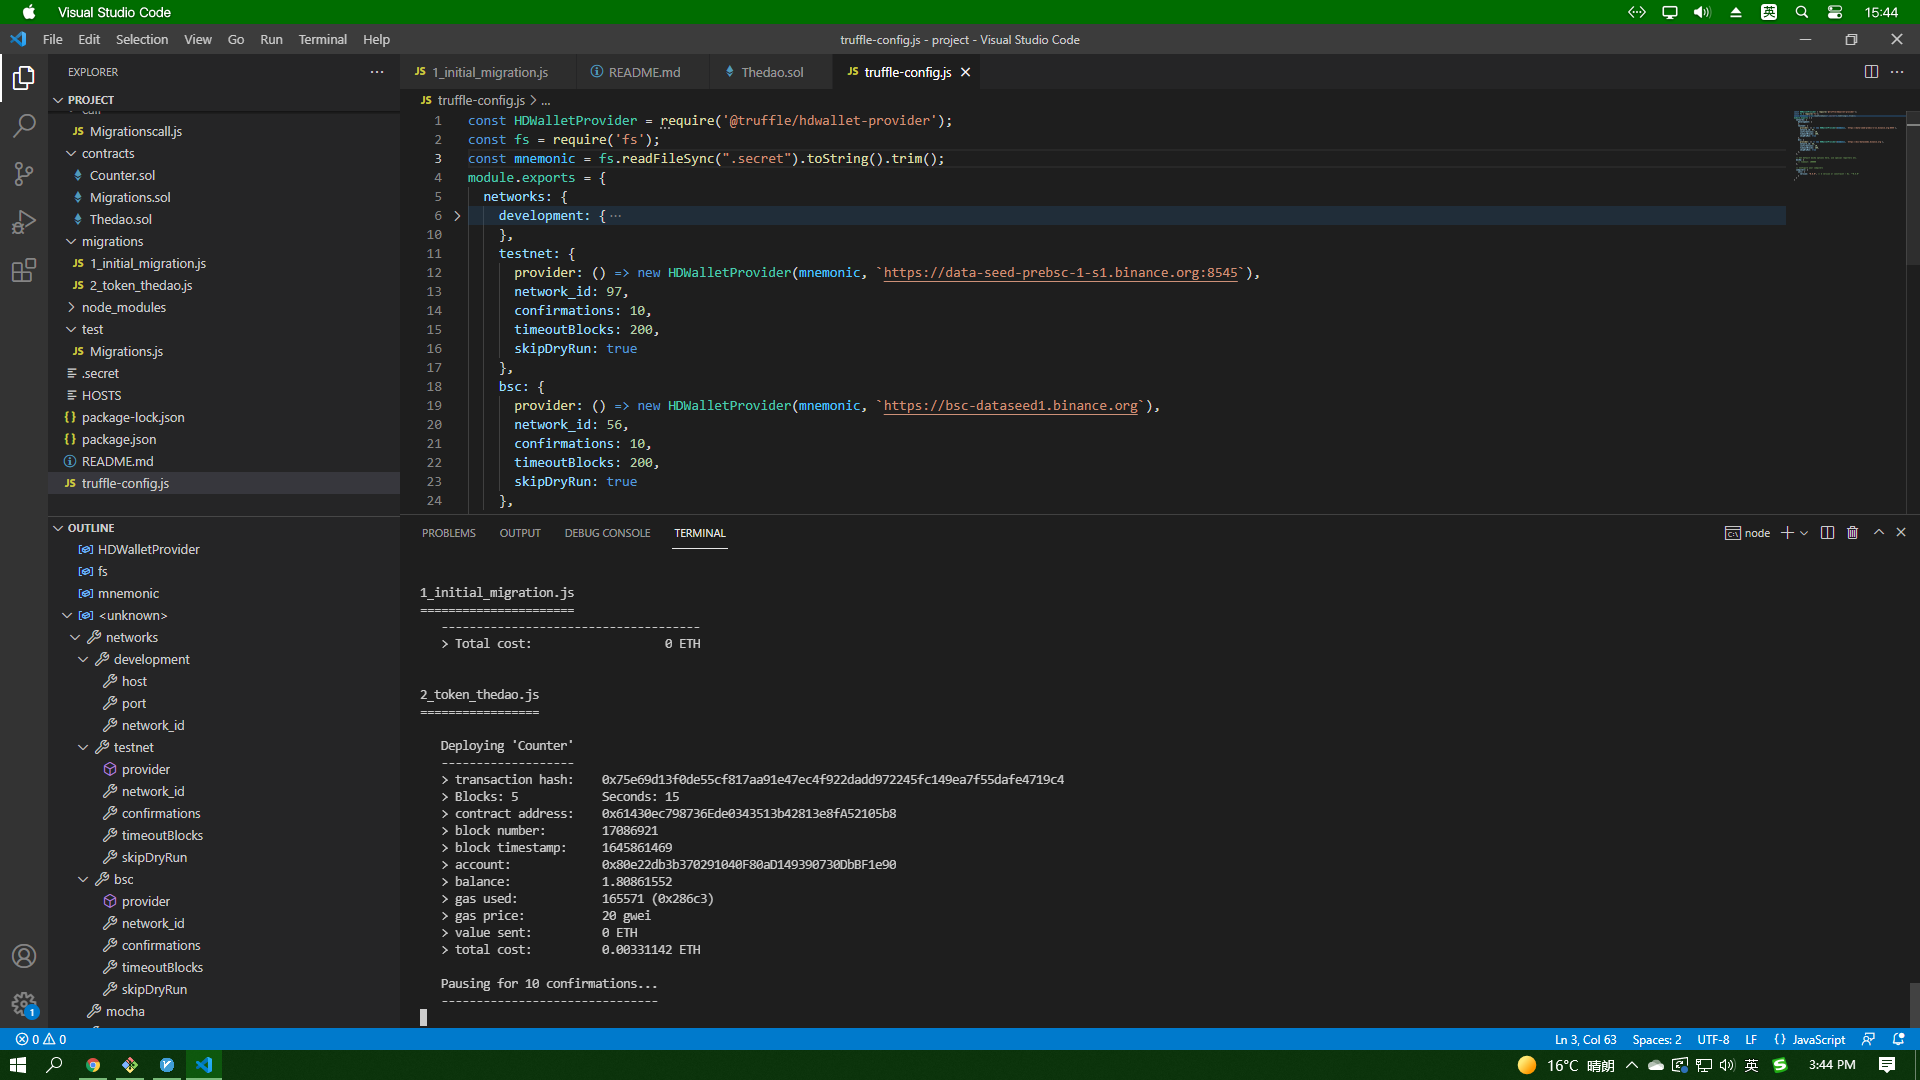 Visual Studio Code
英
15:44
File Edit Selection View Go Run Terminal Help
truffle-config.js - project - Visual Studio Code
EXPLORER
1_initial_migration.js
README.md
Thedao.sol
truffle-config.js
PROJECT
truffle-config.js > ...
call
Migrationscall.js
contracts
Counter.sol
Migrations.sol
Thedao.sol
migrations
1_initial_migration.js
2_token_thedao.js
node_modules
test
Migrations.js
.secret
HOSTS
package-lock.json
package.json
README.md
truffle-config.js
1 const HDWalletProvider = require('@truffle/hdwallet-provider');
2 const fs = require('fs');
3 const mnemonic = fs.readFileSync(".secret").toString().trim();
4 module.exports = {
5 networks: {
6 development: {···
10 },
11 testnet: {
12 provider: () => new HDWalletProvider(mnemonic, `https://data-seed-prebsc-1-s1.binance.org:8545`),
13 network_id: 97,
14 confirmations: 10,
15 timeoutBlocks: 200,
16 skipDryRun: true
17 },
18 bsc: {
19 provider: () => new HDWalletProvider(mnemonic, `https://bsc-dataseed1.binance.org`),
20 network_id: 56,
21 confirmations: 10,
22 timeoutBlocks: 200,
23 skipDryRun: true
24 },
OUTLINE
HDWalletProvider
fs
mnemonic
<unknown>
networks
development
host
port
network_id
testnet
provider
network_id
confirmations
timeoutBlocks
skipDryRun
bsc
provider
network_id
confirmations
timeoutBlocks
skipDryRun
mocha
PROBLEMS OUTPUT DEBUG CONSOLE TERMINAL
node
1_initial_migration.js
======================
-------------------------------------
> Total cost: 0 ETH
2_token_thedao.js
=================
Deploying 'Counter'
-------------------
> transaction hash: 0x75e69d13f0de55cf817aa91e47ec4f922dadd972245fc149ea7f55dafe4719c4
> Blocks: 5 Seconds: 15
> contract address: 0x61430ec798736Ede0343513b42813e8fA52105b8
> block number: 17086921
> block timestamp: 1645861469
> account: 0x80e22db3b370291040F80aD149390730DbBF1e90
> balance: 1.80861552
> gas used: 165571 (0x286c3)
> gas price: 20 gwei
> value sent: 0 ETH
> total cost: 0.00331142 ETH
Pausing for 10 confirmations...
-------------------------------
1
0 0
Ln 3, Col 63 Spaces: 2 UTF-8 LF {} JavaScript
16°C 晴朗
英
3:44 PM